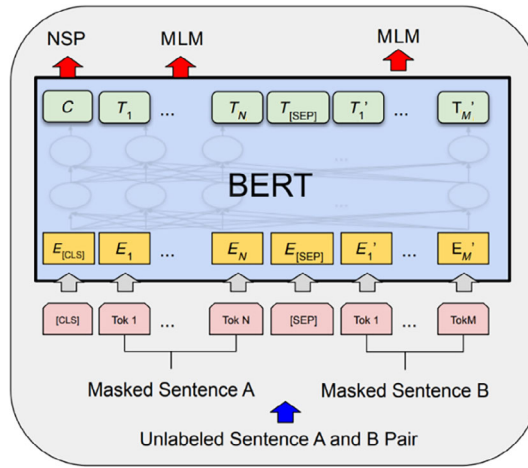 NSP MLM MLM
C T1 ... TN T[SEP] T1' ... TM'
...
...
BERT
E[CLS] E1 ... EN E[SEP] E1' ... EM'
[CLS] Tok 1 ... Tok N [SEP] Tok 1 ... TokM
Masked Sentence A Masked Sentence B
Unlabeled Sentence A and B Pair